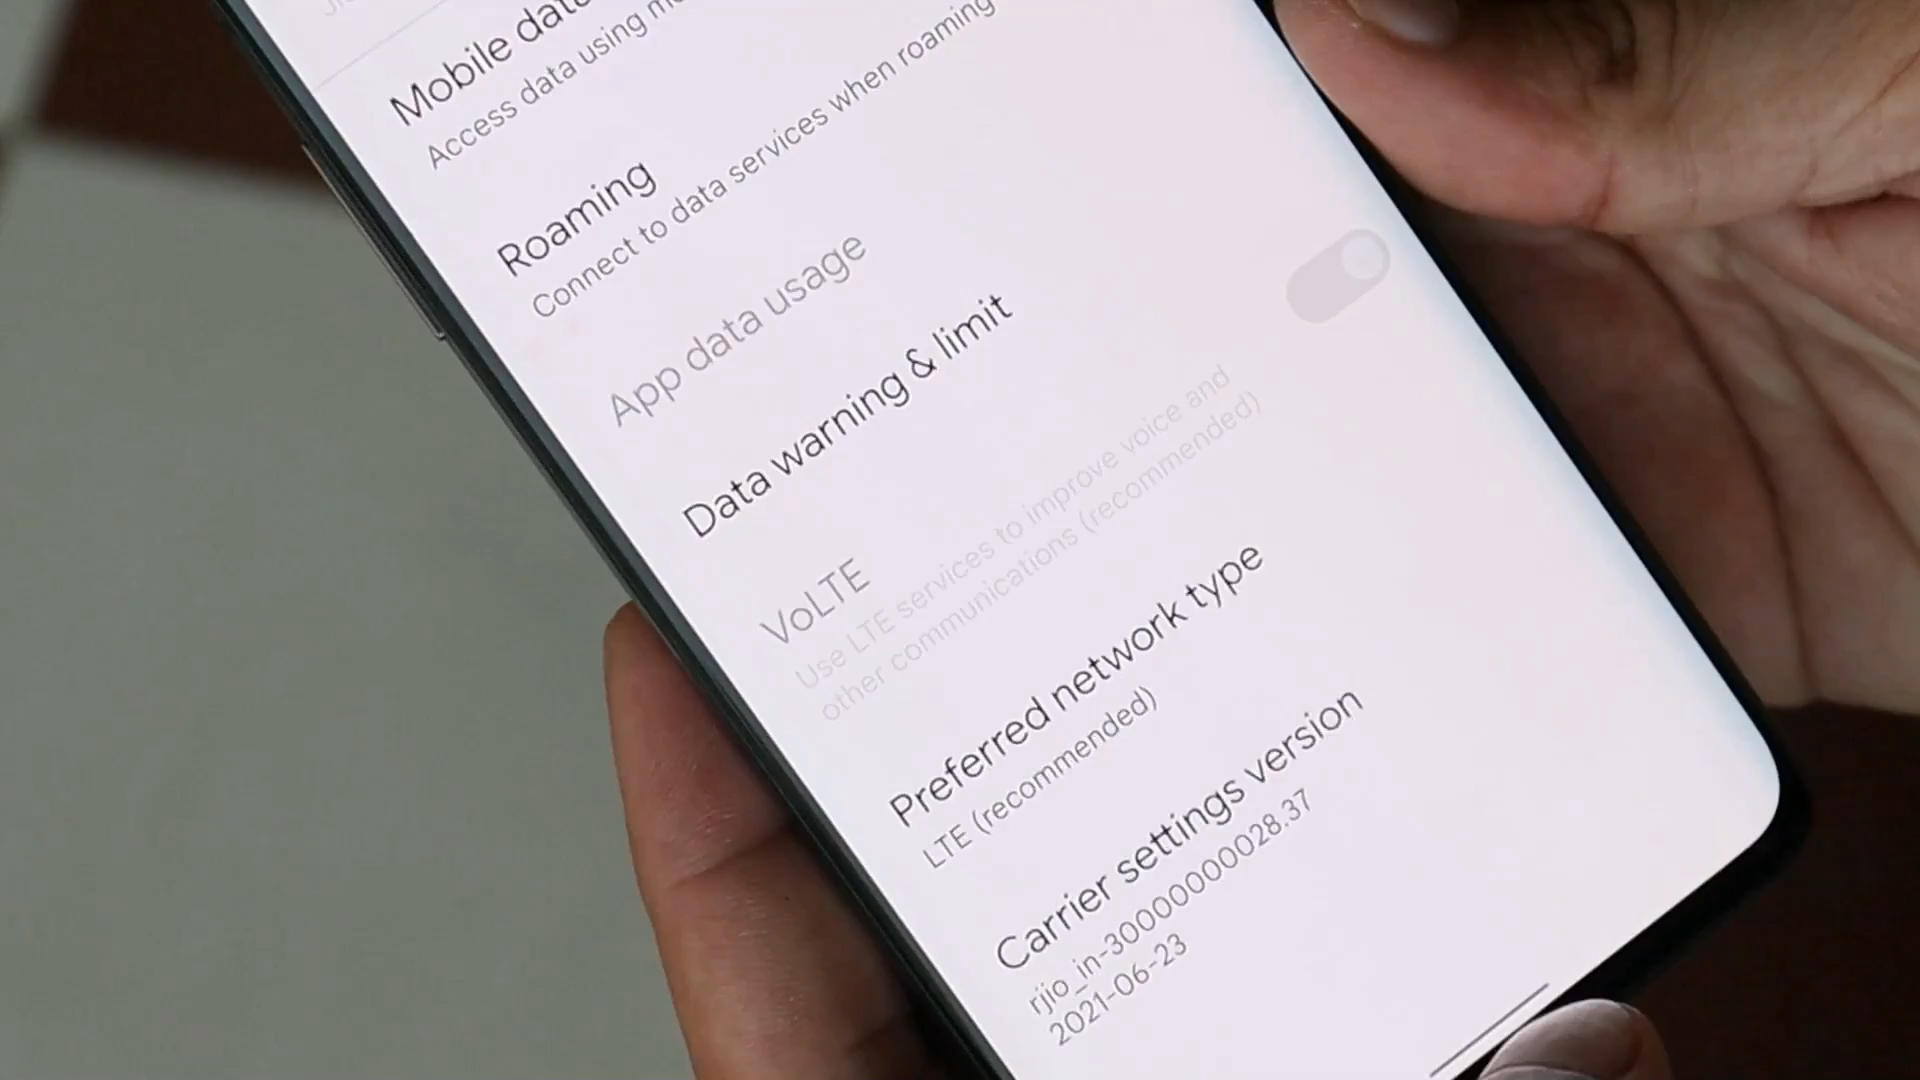 Mobile data
Access data using
Roaming
Connect to data services when roaming
App data usage
Data warning & limit
VoLTE
Use LTE services to improve voice and
other communications (recommended)
Preferred network type
LTE (recommended)
Carrier settings version
rjio_in-30000000028.37
2021-06-23